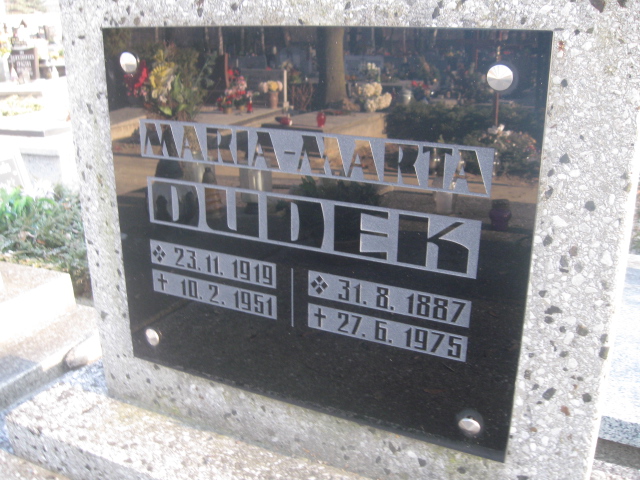 MARIA-MARTA
DUDEK
23.11.1919
† 10.2.1951
31.8.1887
† 27.6.1975